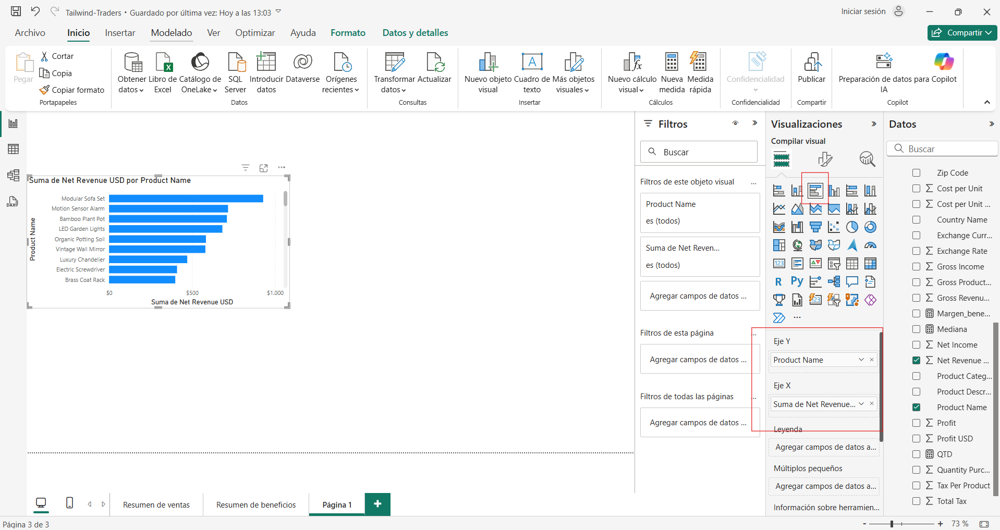 Tailwind-Traders • Guardado por última vez: Hoy a las 13:03
Iniciar sesión
Archivo
Inicio
Insertar
Modelado
Ver
Optimizar
Ayuda
Formato
Datos y detalles
Compartir
Pegar
Cortar
Copia
Copiar formato
Portapapeles
Obtener datos
Libro de Excel
Catálogo de OneLake
SQL Server
Introducir datos
Dataverse
Orígenes recientes
Datos
Transformar datos
Actualizar
Consultas
Nuevo objeto visual
Cuadro de texto
Más objetos visuales
Insertar
Nuevo cálculo visual
Nueva medida
Medida rápida
Cálculos
Confidencialidad
Confidencialidad
Publicar
Compartir
Preparación de datos para IA
Copilot
Copilot
DAX
Suma de Net Revenue USD por Product Name
Product Name
Modular Sofa Set
Motion Sensor Alarm
Bamboo Plant Pot
LED Garden Lights
Organic Potting Soil
Vintage Wall Mirror
Luxury Chandelier
Electric Screwdriver
Brass Coat Rack
$0
$500
$1.000
Suma de Net Revenue USD
Filtros
Buscar
Filtros de este objeto visual
...
Product Name
es (todos)
Suma de Net Reven...
es (todos)
Agregar campos de datos ...
Filtros de esta página
...
Agregar campos de datos ...
Filtros de todas las páginas
...
Agregar campos de datos ...
Visualizaciones
Compilar visual
123
R
Py
123
...
Eje Y
Product Name
Eje X
Suma de Net Revenue...
Leyenda
Agregar campos de datos a...
Múltiplos pequeños
Agregar campos de datos a...
Información sobre herramien...
Datos
Buscar
Zip Code
Cost per Unit
Cost per Unit ...
Country Name
Exchange Curr...
Exchange Rate
Gross Income
Gross Product...
Gross Revenu...
Margen_bene...
Mediana
Net Income
Net Revenue ...
Product Categ...
Product Descr...
Product Name
Profit
Profit USD
QTD
Quantity Purc...
Tax Per Product
Total Tax
Resumen de ventas
Resumen de beneficios
Página 1
Página 3 de 3
- + 73 %